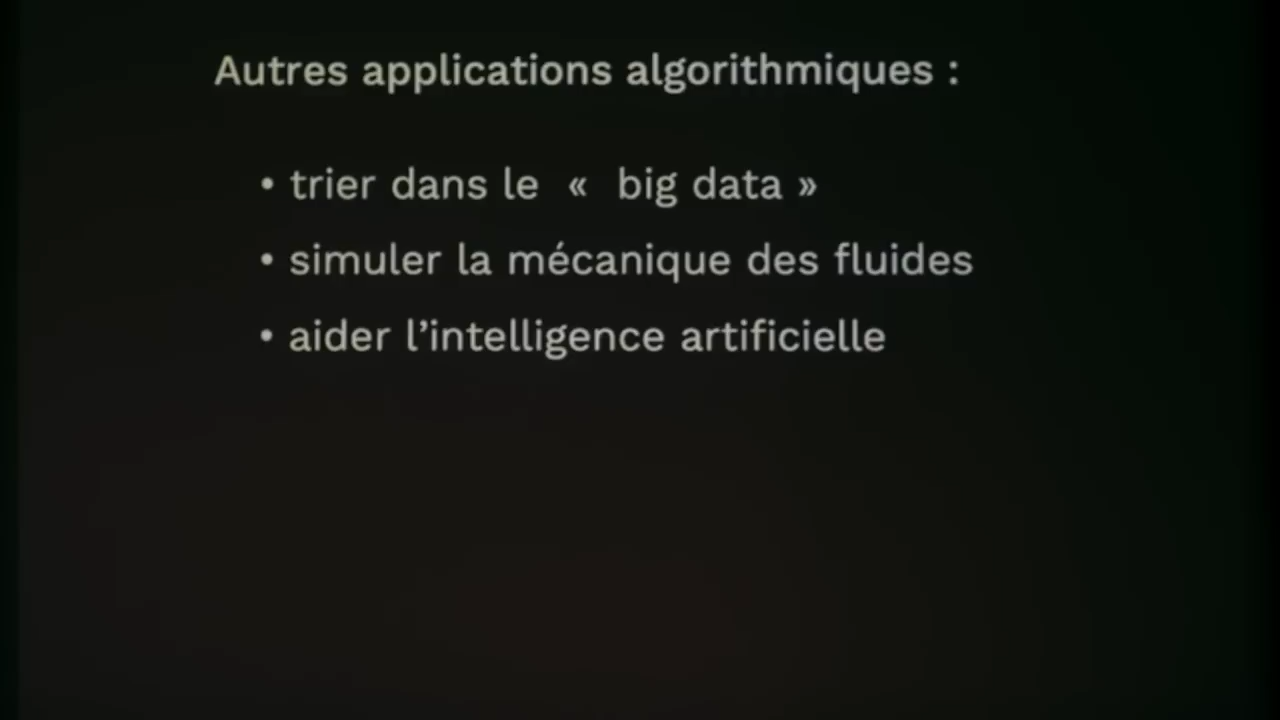 Autres applications algorithmiques :
• trier dans le « big data »
• simuler la mécanique des fluides
• aider l’intelligence artificielle